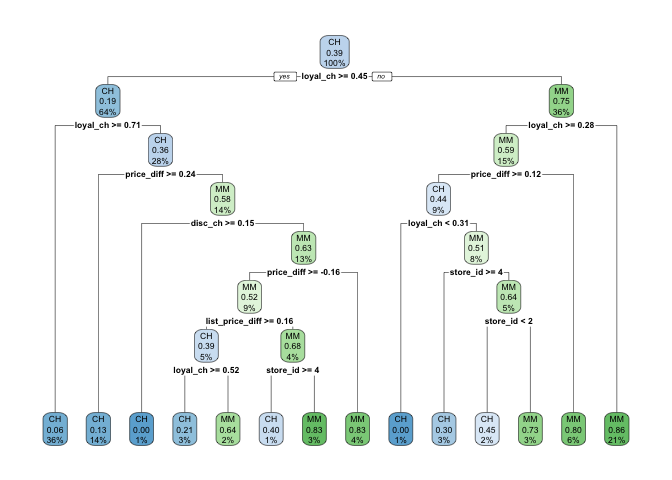 CH
0.39
100%
yes loyal_ch >= 0.45 no
CH
0.19
64%
MM
0.75
36%
loyal_ch >= 0.71
loyal_ch >= 0.28
CH
0.36
28%
MM
0.59
15%
price_diff >= 0.24
price_diff >= 0.12
MM
0.58
14%
CH
0.44
9%
disc_ch >= 0.15
loyal_ch < 0.31
MM
0.63
13%
MM
0.51
8%
price_diff >= -0.16
store_id >= 4
MM
0.52
9%
MM
0.64
5%
list_price_diff >= 0.16
store_id < 2
CH
0.39
5%
MM
0.68
4%
loyal_ch >= 0.52
store_id >= 4
CH
0.06
36%
CH
0.13
14%
CH
0.00
1%
CH
0.21
3%
MM
0.64
2%
CH
0.40
1%
MM
0.83
3%
MM
0.83
4%
CH
0.00
1%
CH
0.30
3%
CH
0.45
2%
MM
0.73
3%
MM
0.80
6%
MM
0.86
21%